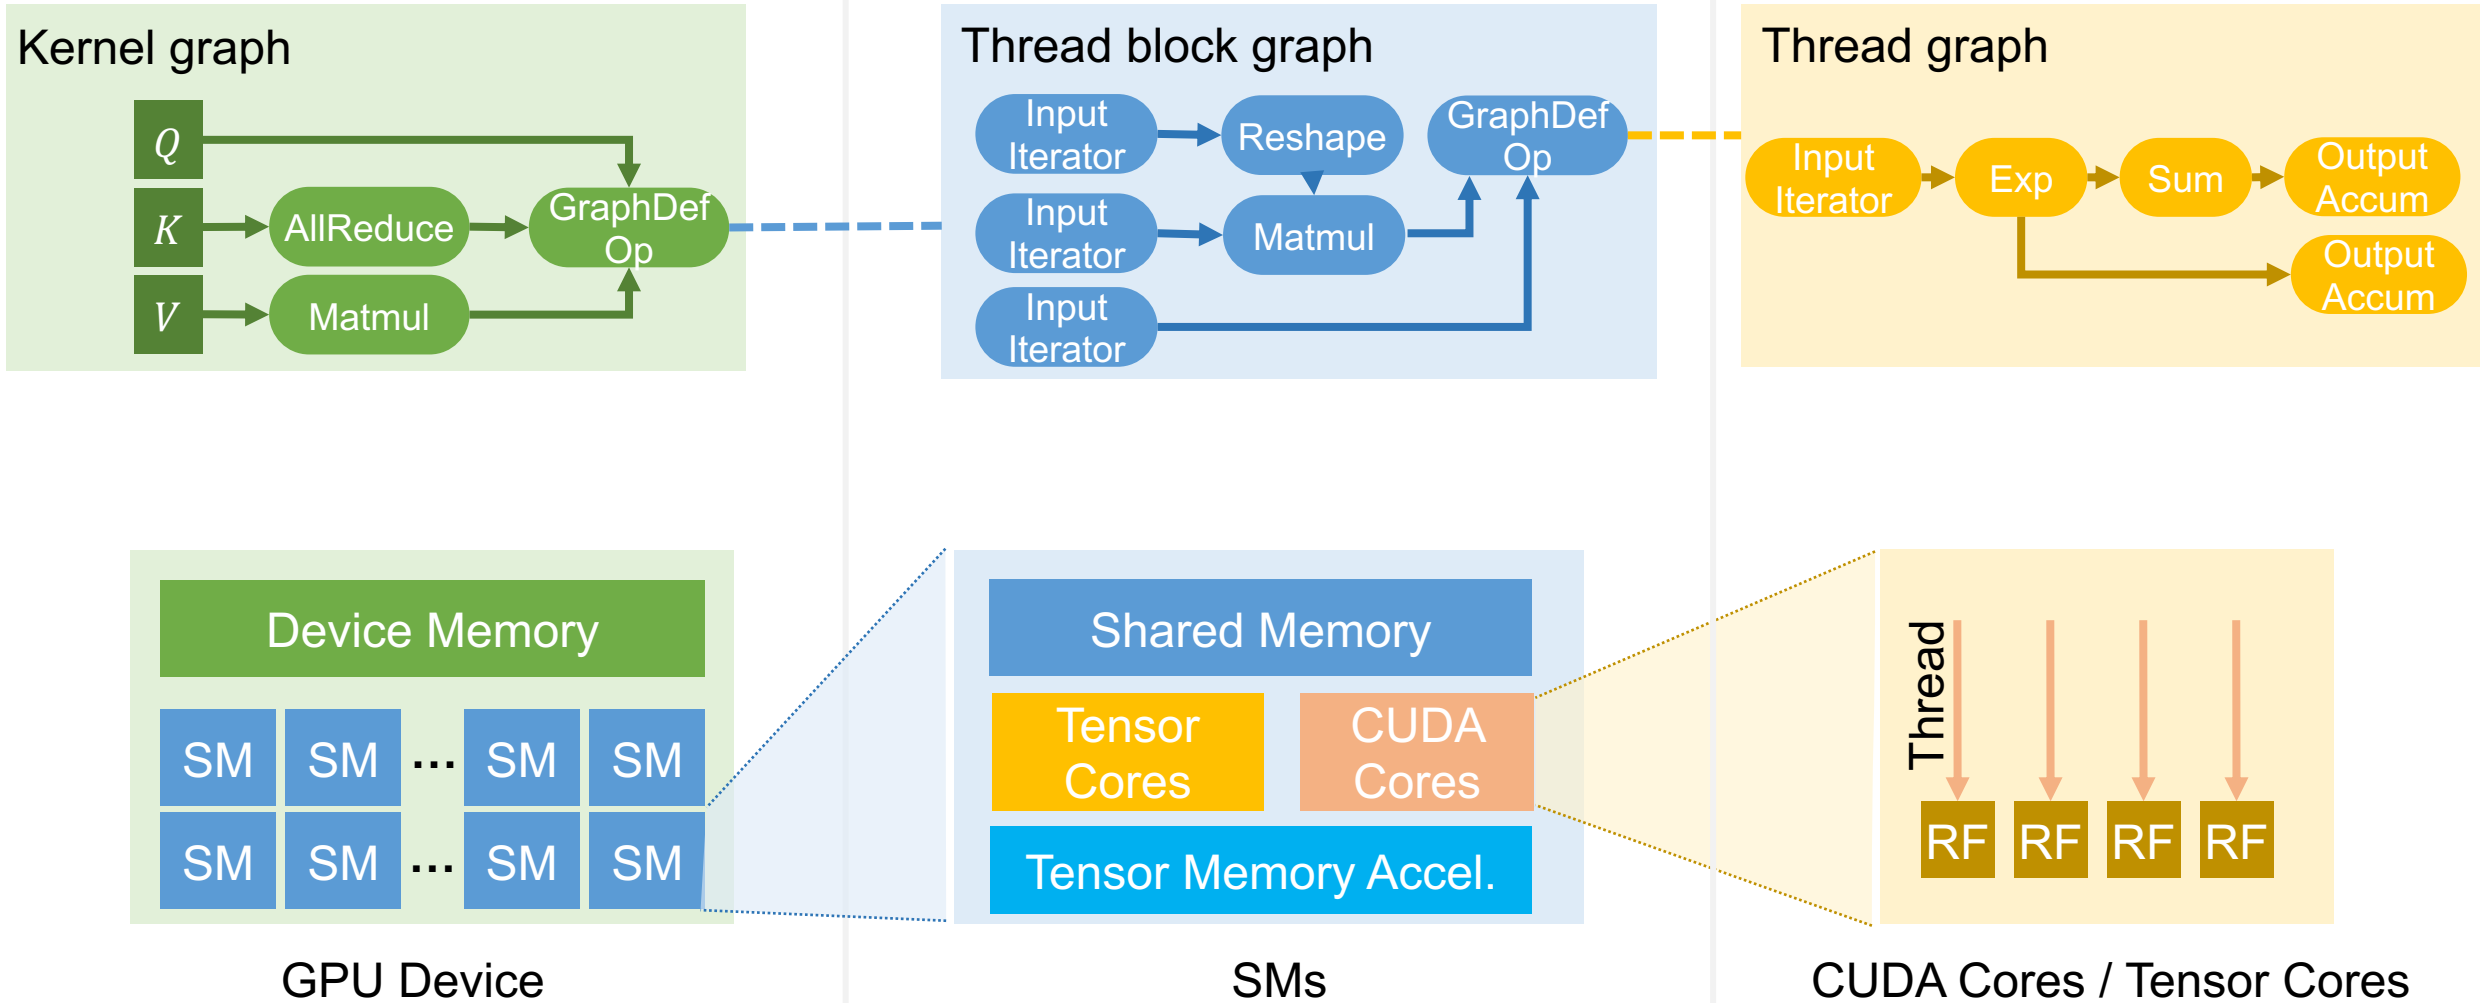 Kernel graph
Q
K
V
AllReduce
Matmul
GraphDef
Op
Thread block graph
Input
Iterator
Reshape
Input
Iterator
Matmul
Input
Iterator
GraphDef
Op
Thread graph
Input
Iterator
Exp
Sum
Output
Accum
Output
Accum
Device Memory
SM SM ... SM SM
SM SM ... SM SM
GPU Device
Shared Memory
Tensor
Cores
CUDA
Cores
Tensor Memory Accel.
SMs
Thread
RF RF RF RF
CUDA Cores / Tensor Cores